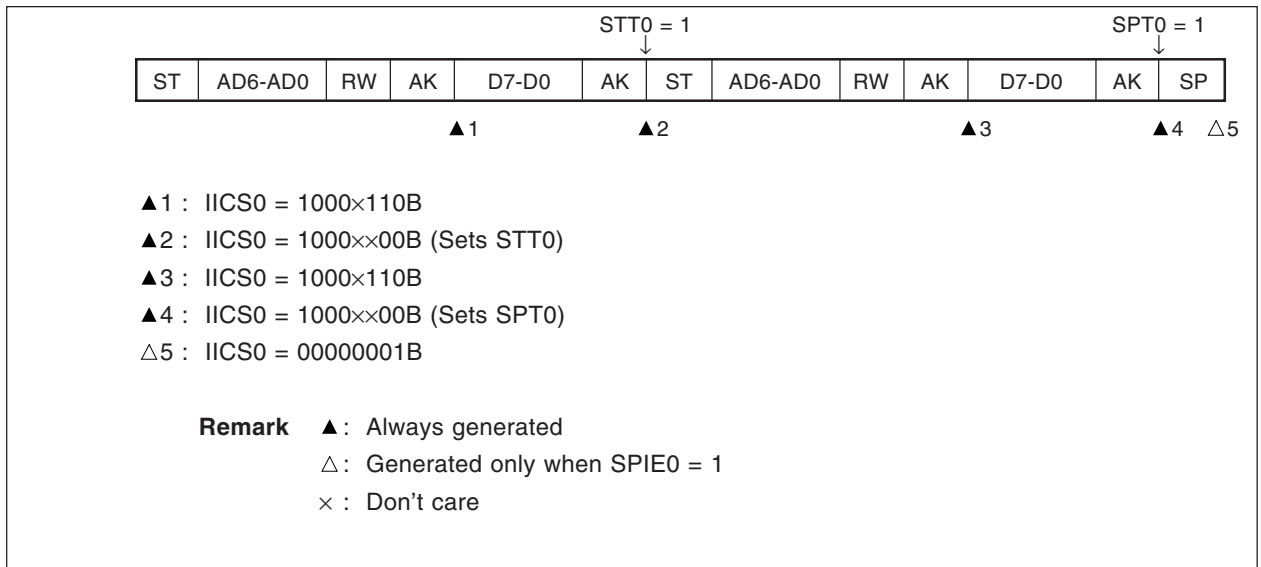 STT0 = 1 SPT0 = 1
↓ ↓
ST AD6-AD0 RW AK D7-D0 AK ST AD6-AD0 RW AK D7-D0 AK SP
▲1 ▲2 ▲3 ▲4 △5
▲1 : IICS0 = 1000×110B
▲2 : IICS0 = 1000××00B (Sets STT0)
▲3 : IICS0 = 1000×110B
▲4 : IICS0 = 1000××00B (Sets SPT0)
△5 : IICS0 = 00000001B
Remark ▲: Always generated
△: Generated only when SPIE0 = 1
× : Don't care